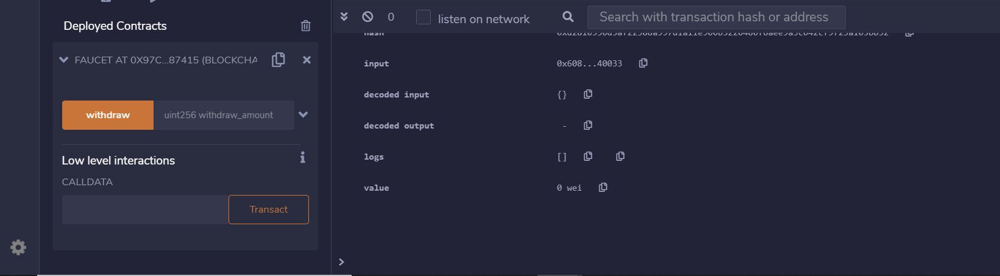 Deployed Contracts
FAUCET AT 0X97C...87415 (BLOCKCHA
withdraw
uint256 withdraw_amount
Low level interactions
CALLDATA
Transact
0
listen on network
Search with transaction hash or address
hash
input 0x608...40033
decoded input {}
decoded output -
logs []
value 0 wei
>